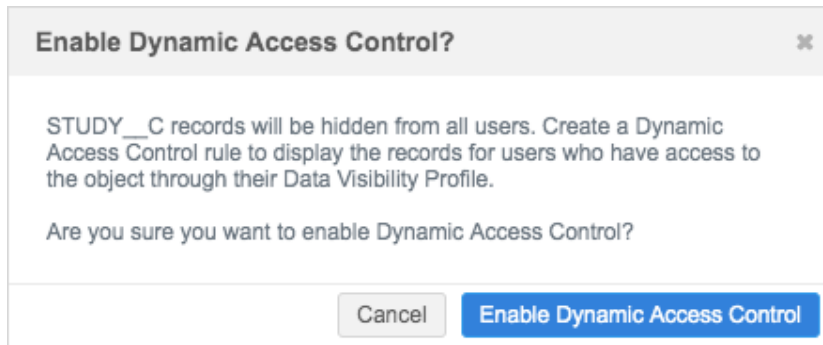 Enable Dynamic Access Control?
STUDY__C records will be hidden from all users. Create a Dynamic
Access Control rule to display the records for users who have access to
the object through their Data Visibility Profile.
Are you sure you want to enable Dynamic Access Control?
Cancel
Enable Dynamic Access Control